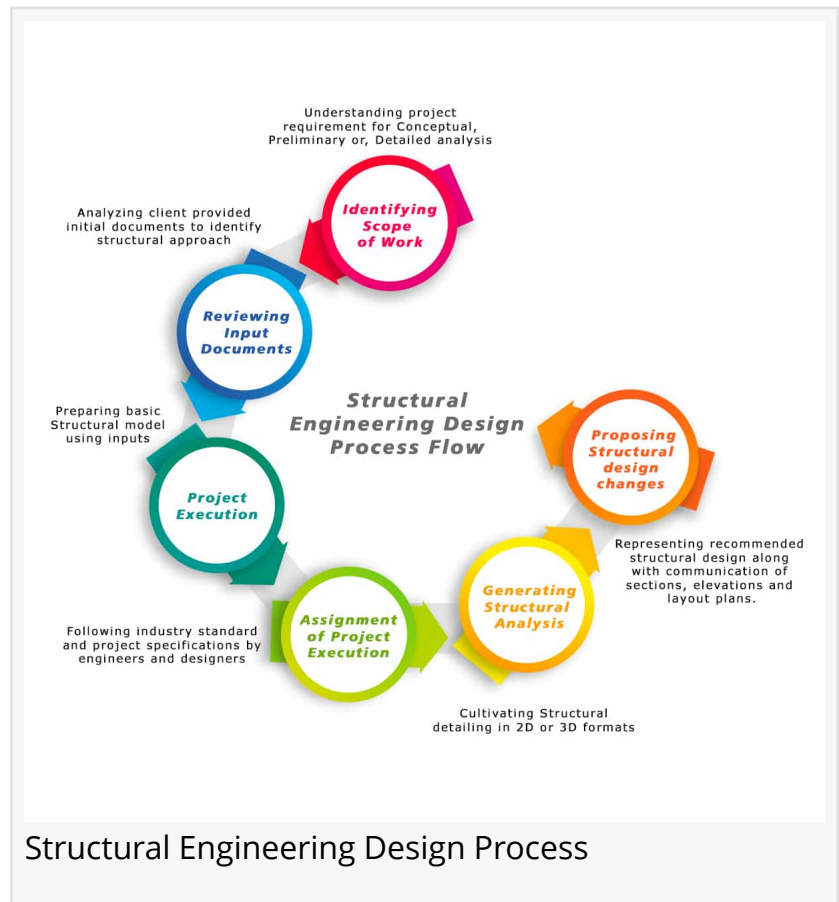 Understanding project
requirement for Conceptual,
Preliminary or, Detailed analysis
Identifying
Scope
of Work
Analyzing client provided
initial documents to identify
structural approach
Reviewing
Input
Documents
Preparing basic
Structural model
using inputs
Project
Execution
Following industry standard
and project specifications by
engineers and designers
Assignment
of Project
Execution
Generating
Structural
Analysis
Cultivating Structural
detailing in 2D or 3D formats
Proposing
Structural
design
changes
Representing recommended
structural design along
with communication of
sections, elevations and
layout plans.
Structural
Engineering Design
Process Flow
Structural Engineering Design Process